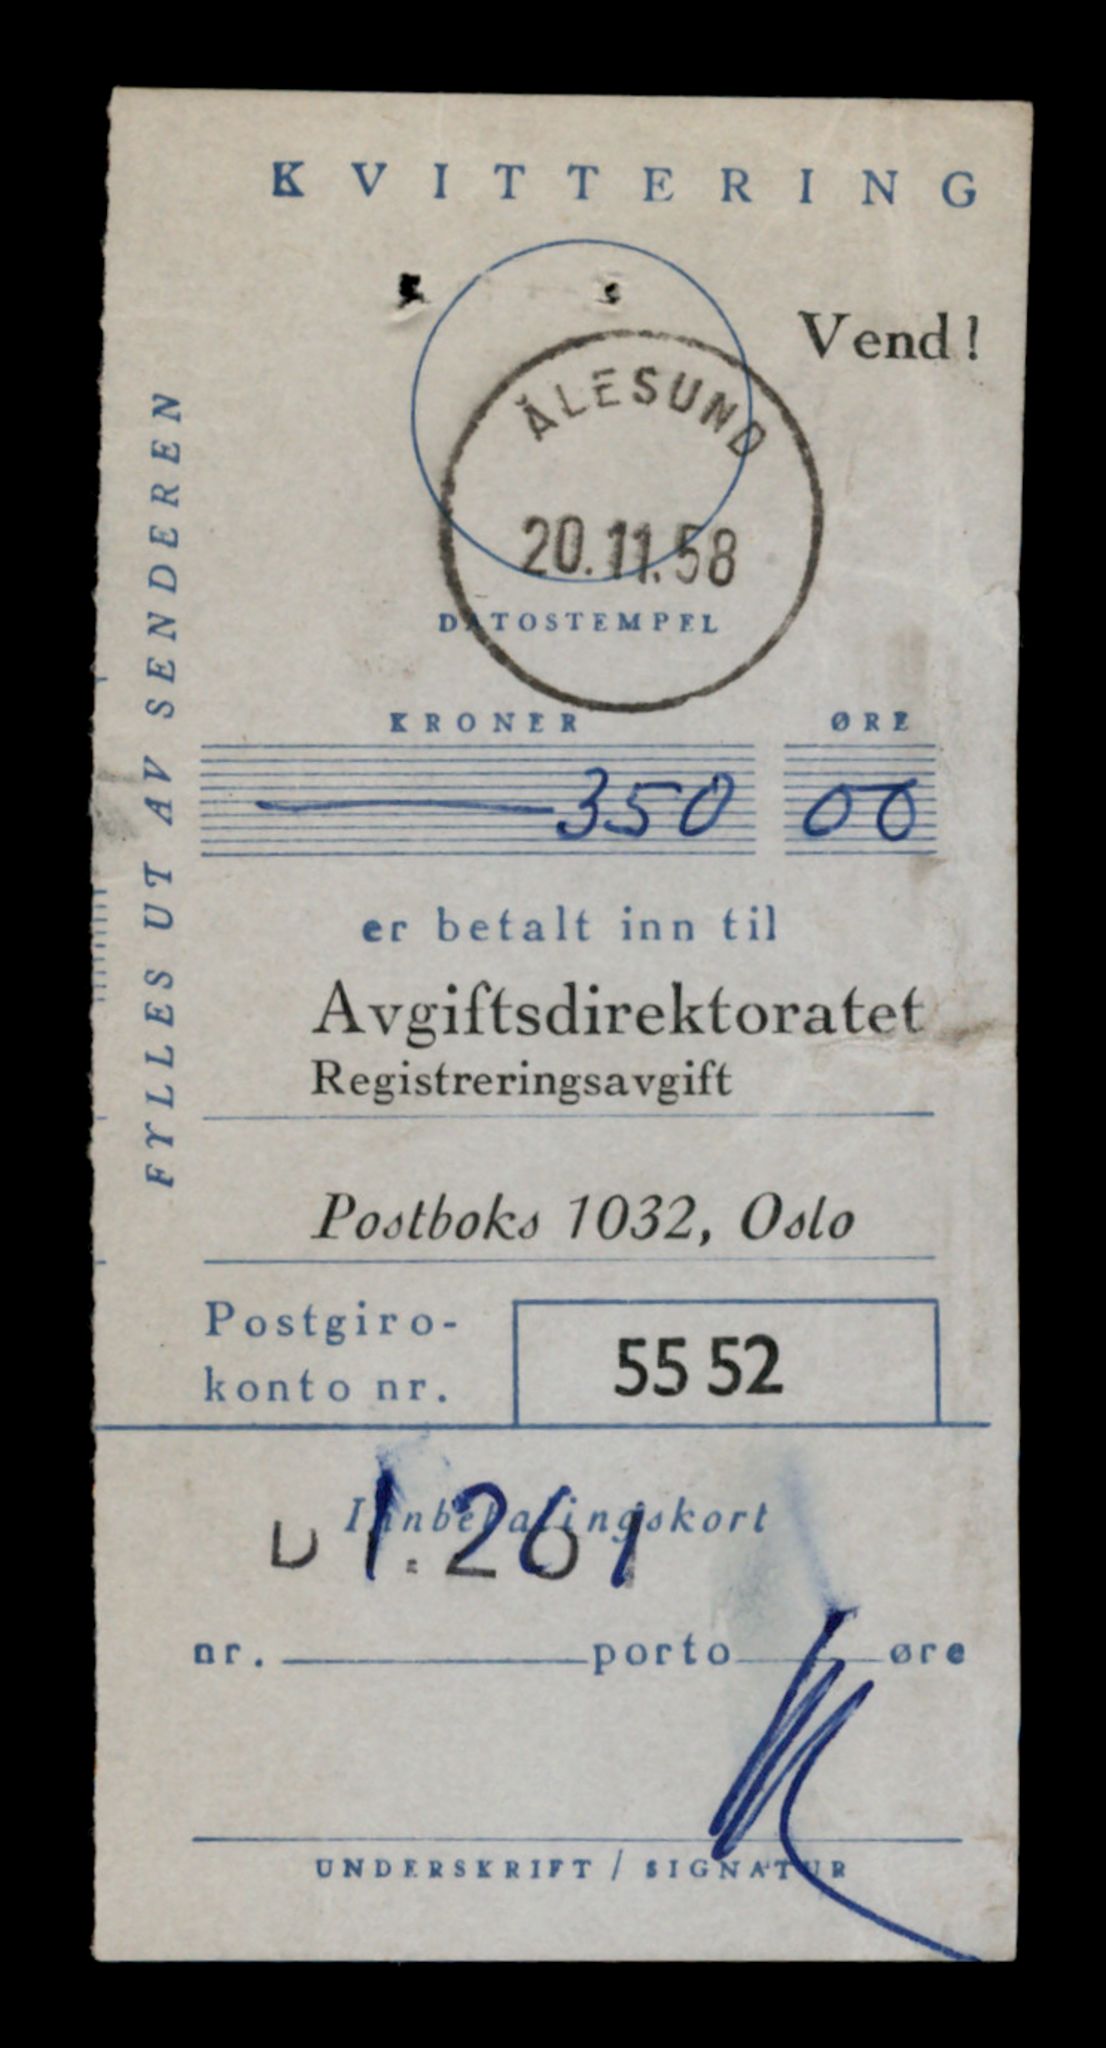 KVITTERING
Vend!
ÅLESUND
20.11.58
DATOSTEMPEL
FYLLES UT AV SENDEREN
KRONER ØRE
350 00
er betalt inn til
Avgiftsdirektoratet
Registreringsavgift
Postboks 1032, Oslo
Postgiro-
konto nr.
55 52
Innbetalingskort
1.261
nr. porto øre
UNDERSKRIFT / SIGNATUR